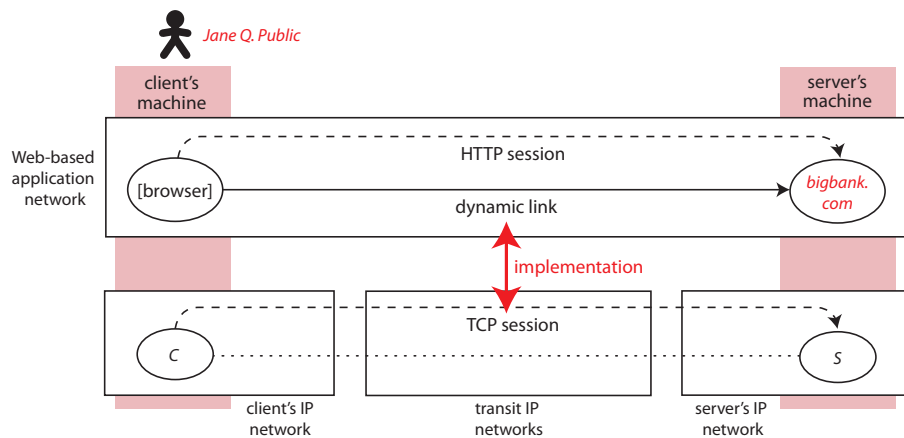 Jane Q. Public
client's
machine
server's
machine
Web-based
application
network
HTTP session
[browser]
bigbank.
com
dynamic link
implementation
TCP session
C
S
client's IP
network
transit IP
networks
server's IP
network